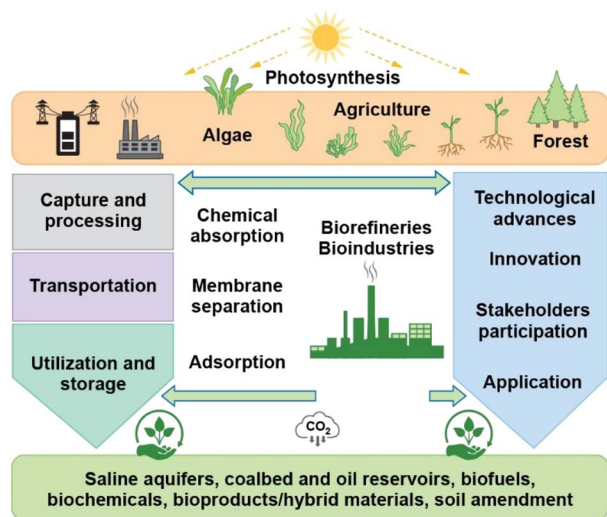 Photosynthesis
Agriculture
Algae
Forest
Capture and
processing
Transportation
Utilization and
storage
Chemical
absorption
Membrane
separation
Adsorption
Biorefineries
Bioindustries
Technological
advances
Innovation
Stakeholders
participation
Application
CO₂
Saline aquifers, coalbed and oil reservoirs, biofuels,
biochemicals, bioproducts/hybrid materials, soil amendment